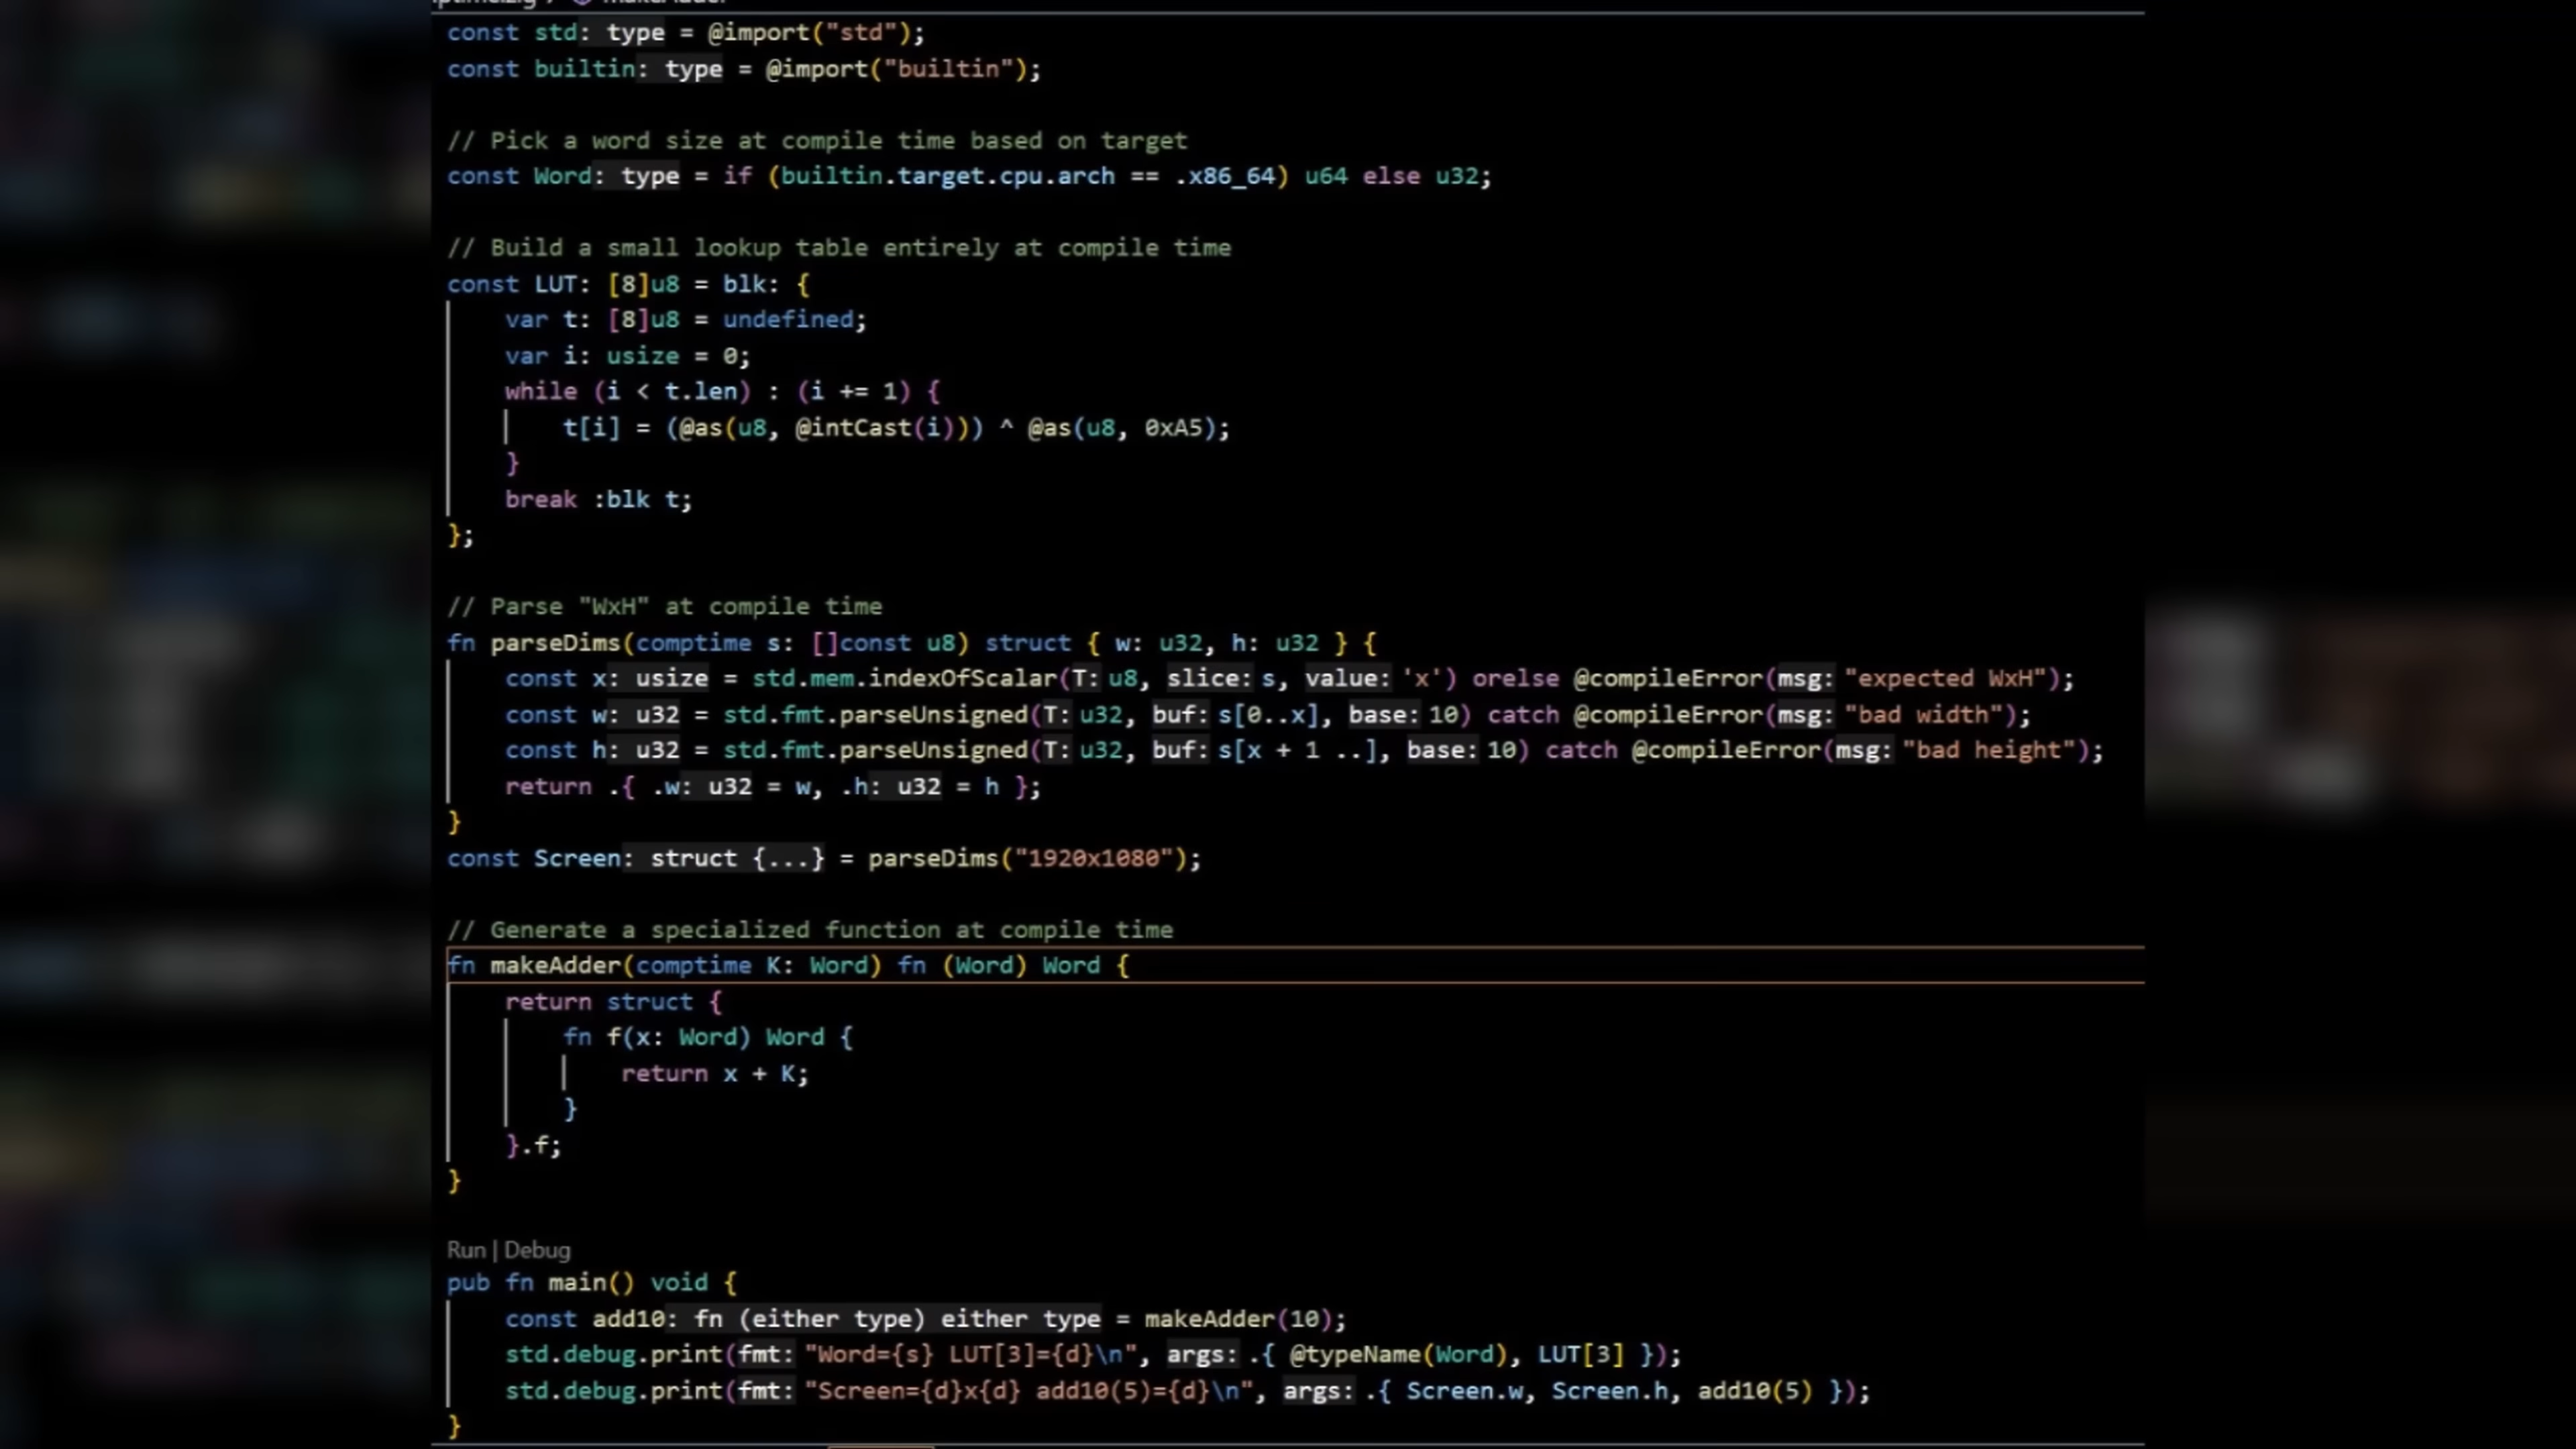 const std: type = @import("std");
const builtin: type = @import("builtin");
// Pick a word size at compile time based on target
const Word: type = if (builtin.target.cpu.arch == .x86_64) u64 else u32;
// Build a small lookup table entirely at compile time
const LUT: [8]u8 = blk: {
var t: [8]u8 = undefined;
var i: usize = 0;
while (i < t.len) : (i += 1) {
t[i] = (@as(u8, @intCast(i))) ^ @as(u8, 0xA5);
}
break :blk t;
};
// Parse "WxH" at compile time
fn parseDims(comptime s: []const u8) struct { w: u32, h: u32 } {
const x: usize = std.mem.indexOfScalar(T: u8, slice: s, value: 'x') orelse @compileError(msg: "expected WxH");
const w: u32 = std.fmt.parseUnsigned(T: u32, buf: s[0..x], base: 10) catch @compileError(msg: "bad width");
const h: u32 = std.fmt.parseUnsigned(T: u32, buf: s[x + 1 ..], base: 10) catch @compileError(msg: "bad height");
return .{ .w: u32 = w, .h: u32 = h };
}
const Screen: struct {...} = parseDims("1920x1080");
// Generate a specialized function at compile time
fn makeAdder(comptime K: Word) fn (Word) Word {
return struct {
fn f(x: Word) Word {
return x + K;
}
}.f;
}
Run | Debug
pub fn main() void {
const add10: fn (either type) either type = makeAdder(10);
std.debug.print(fmt: "Word={s} LUT[3]={d}\n", args: .{ @typeName(Word), LUT[3] });
std.debug.print(fmt: "Screen={d}x{d} add10(5)={d}\n", args: .{ Screen.w, Screen.h, add10(5) });
}